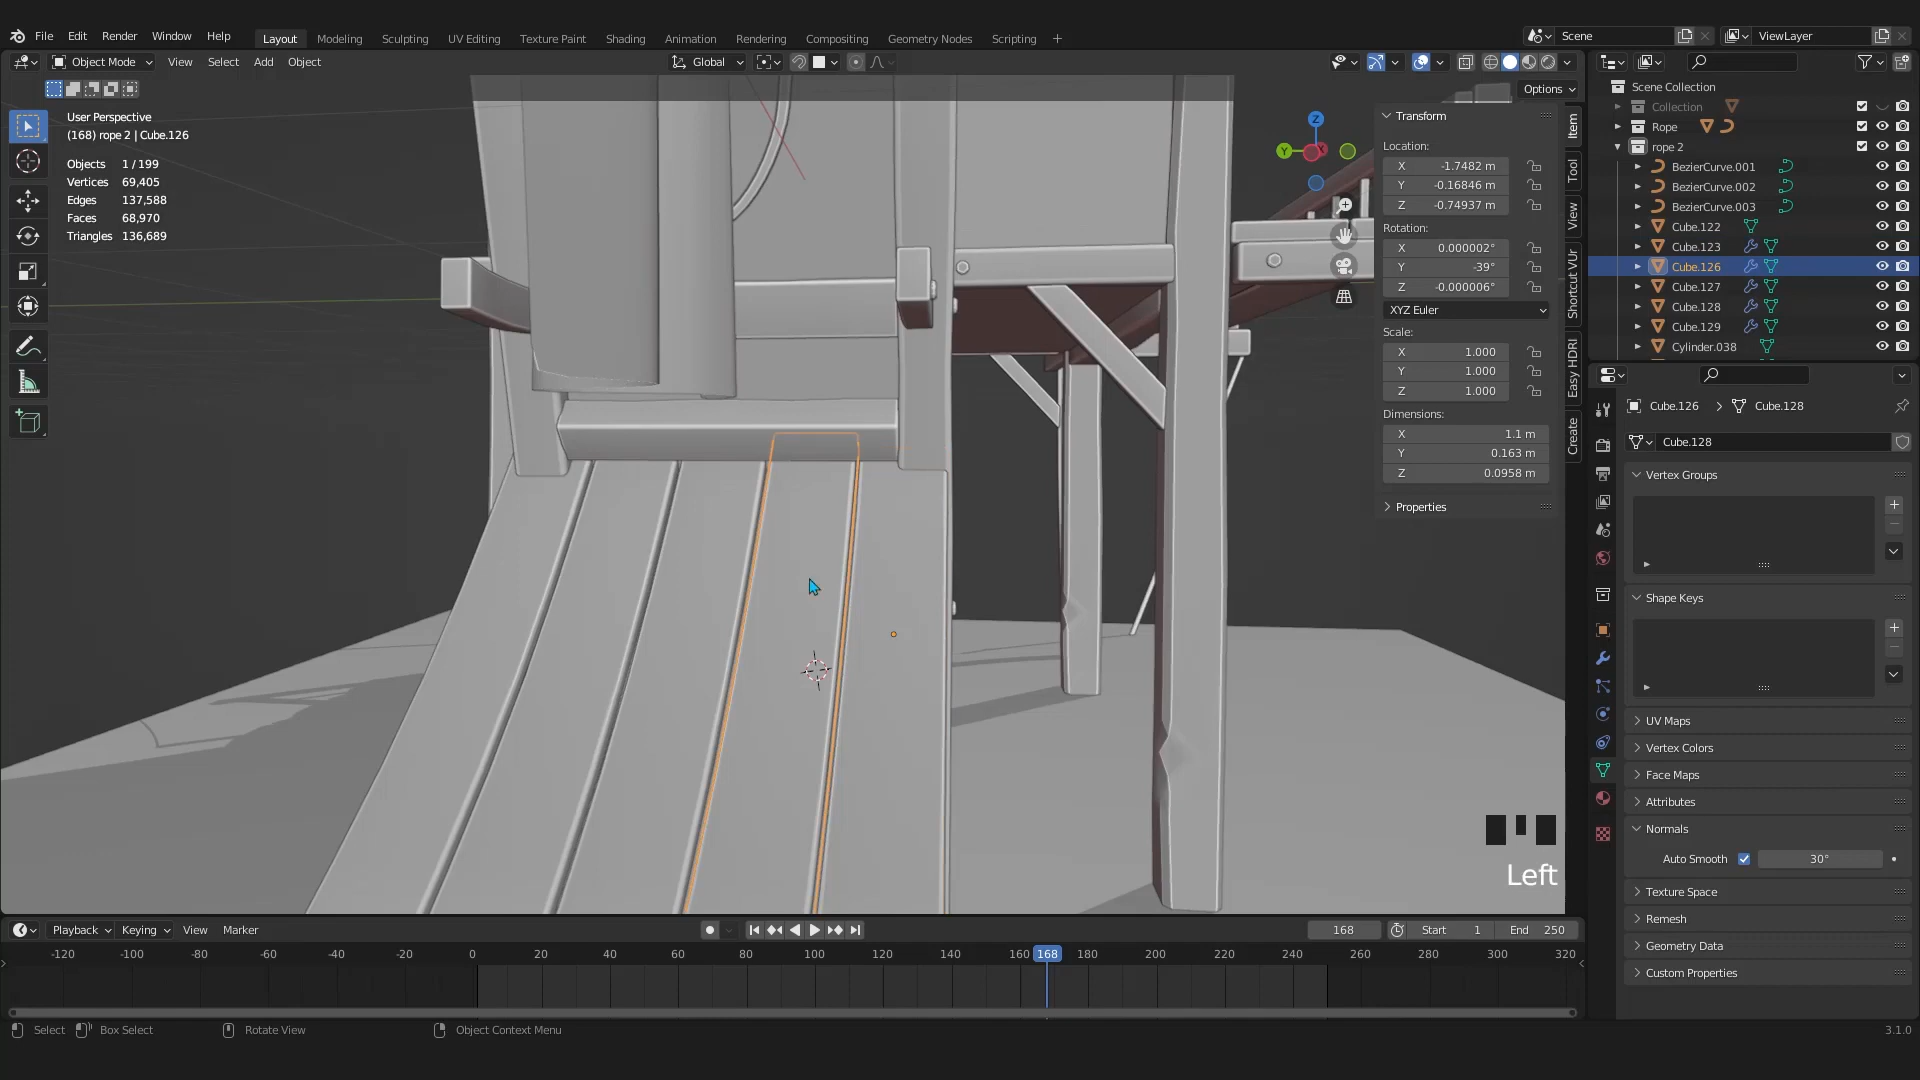 File Edit Render Window Help
Layout Modeling Sculpting UV Editing Texture Paint Shading Animation Rendering Compositing Geometry Nodes Scripting +
Scene
ViewLayer
Object Mode View Select Add Object
Global
Options
User Perspective
(168) rope 2 | Cube.126
Objects 1 / 199
Vertices 69,405
Edges 137,588
Faces 68,970
Triangles 136,689
Z
Y
X
Transform
Location:
X -1.7482 m
Y -0.16846 m
Z -0.74937 m
Rotation:
X 0.000002°
Y -39°
Z -0.000006°
XYZ Euler
Scale:
X 1.000
Y 1.000
Z 1.000
Dimensions:
X 1.1 m
Y 0.163 m
Z 0.0958 m
Properties
Item
Tool
View
Shortcut VUr
Easy HDRI
Create
Left
Scene Collection
Collection
Rope
rope 2
BezierCurve.001
BezierCurve.002
BezierCurve.003
Cube.122
Cube.123
Cube.126
Cube.127
Cube.128
Cube.129
Cylinder.038
Cube.126 > Cube.128
Cube.128
Vertex Groups
Shape Keys
UV Maps
Vertex Colors
Face Maps
Attributes
Normals
Auto Smooth 30°
Texture Space
Remesh
Geometry Data
Custom Properties
Playback Keying View Marker
168 Start 1 End 250
-120 -100 -80 -60 -40 -20 0 20 40 60 80 100 120 140 160 168 180 200 220 240 260 280 300 320
Select Box Select Rotate View Object Context Menu
3.1.0